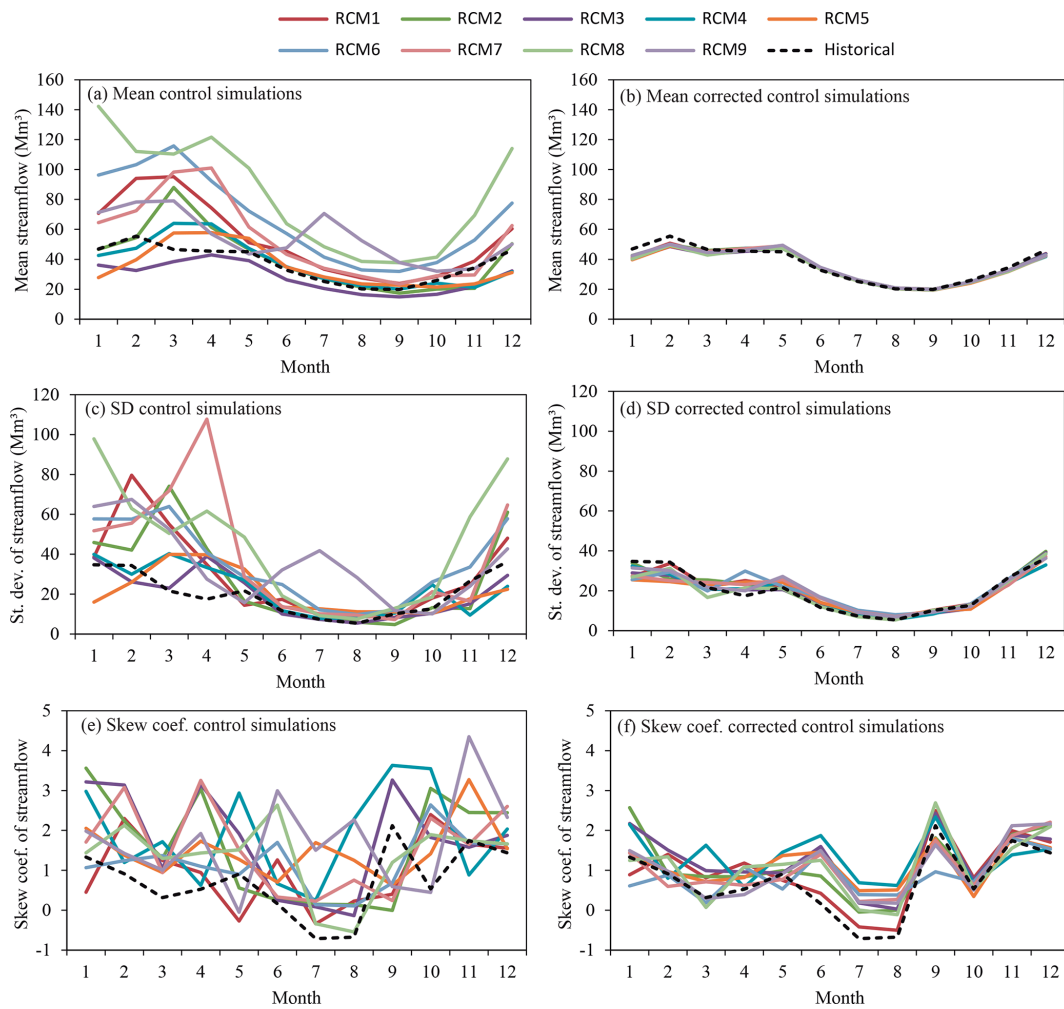 RCM1 RCM2 RCM3 RCM4 RCM5
RCM6 RCM7 RCM8 RCM9 Historical
(a) Mean control simulations
Mean streamflow (Mm³)
160
140
120
100
80
60
40
20
0
1 2 3 4 5 6 7 8 9 10 11 12
Month
(b) Mean corrected control simulations
Mean streamflow (Mm³)
160
140
120
100
80
60
40
20
0
1 2 3 4 5 6 7 8 9 10 11 12
Month
(c) SD control simulations
St. dev. of streamflow (Mm³)
120
100
80
60
40
20
0
1 2 3 4 5 6 7 8 9 10 11 12
Month
(d) SD corrected control simulations
St. dev. of streamflow (Mm³)
120
100
80
60
40
20
0
1 2 3 4 5 6 7 8 9 10 11 12
Month
(e) Skew coef. control simulations
Skew coef. of streamflow
5
4
3
2
1
0
-1
1 2 3 4 5 6 7 8 9 10 11 12
Month
(f) Skew coef. corrected control simulations
Skew coef. of streamflow
5
4
3
2
1
0
-1
1 2 3 4 5 6 7 8 9 10 11 12
Month